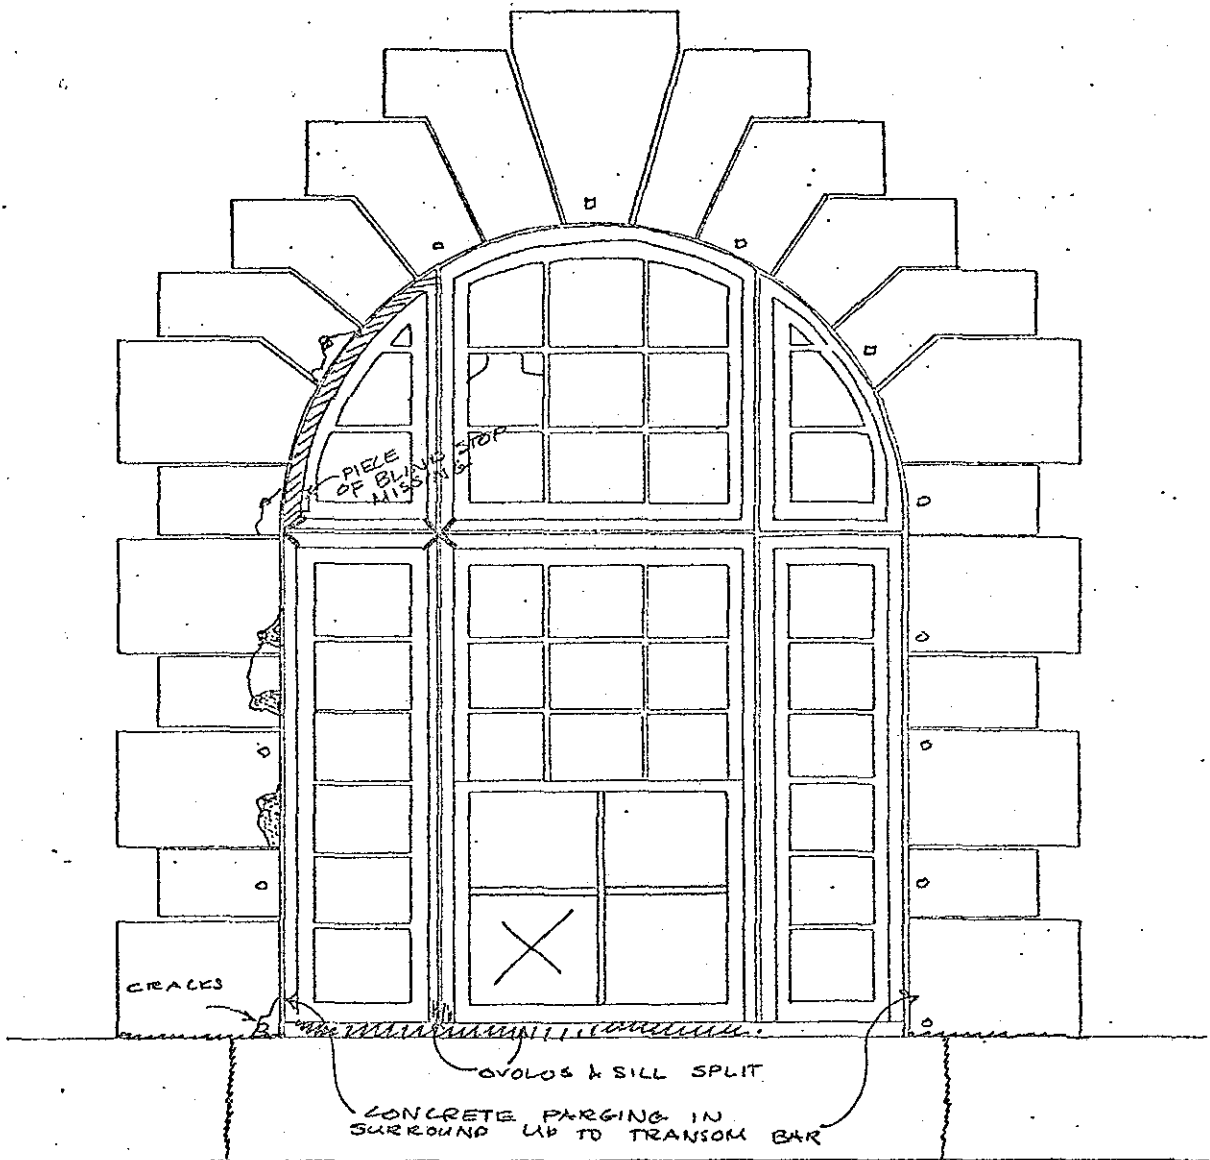 PIECE
OF BLIND STOP
MISSING
CRACKS
OVOLOS & SILL SPLIT
CONCRETE PARGING IN
SURROUND UP TO TRANSOM BAR